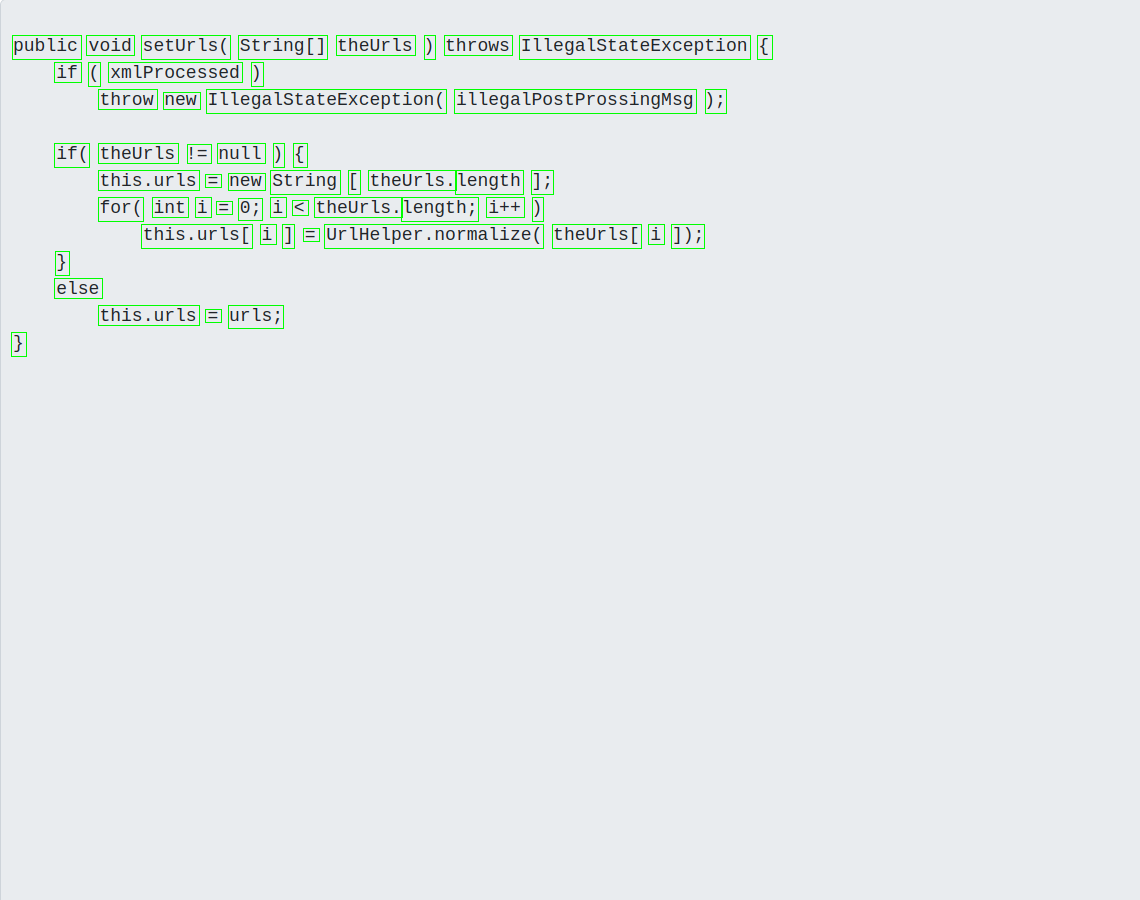 public void setUrls( String[] theUrls ) throws IllegalStateException {
if ( xmlProcessed )
throw new IllegalStateException( illegalPostProssingMsg );
if( theUrls != null ) {
this.urls = new String [ theUrls.length ];
for( int i = 0; i < theUrls.length; i++ )
this.urls[ i ] = UrlHelper.normalize( theUrls[ i ]);
}
else
this.urls = urls;
}